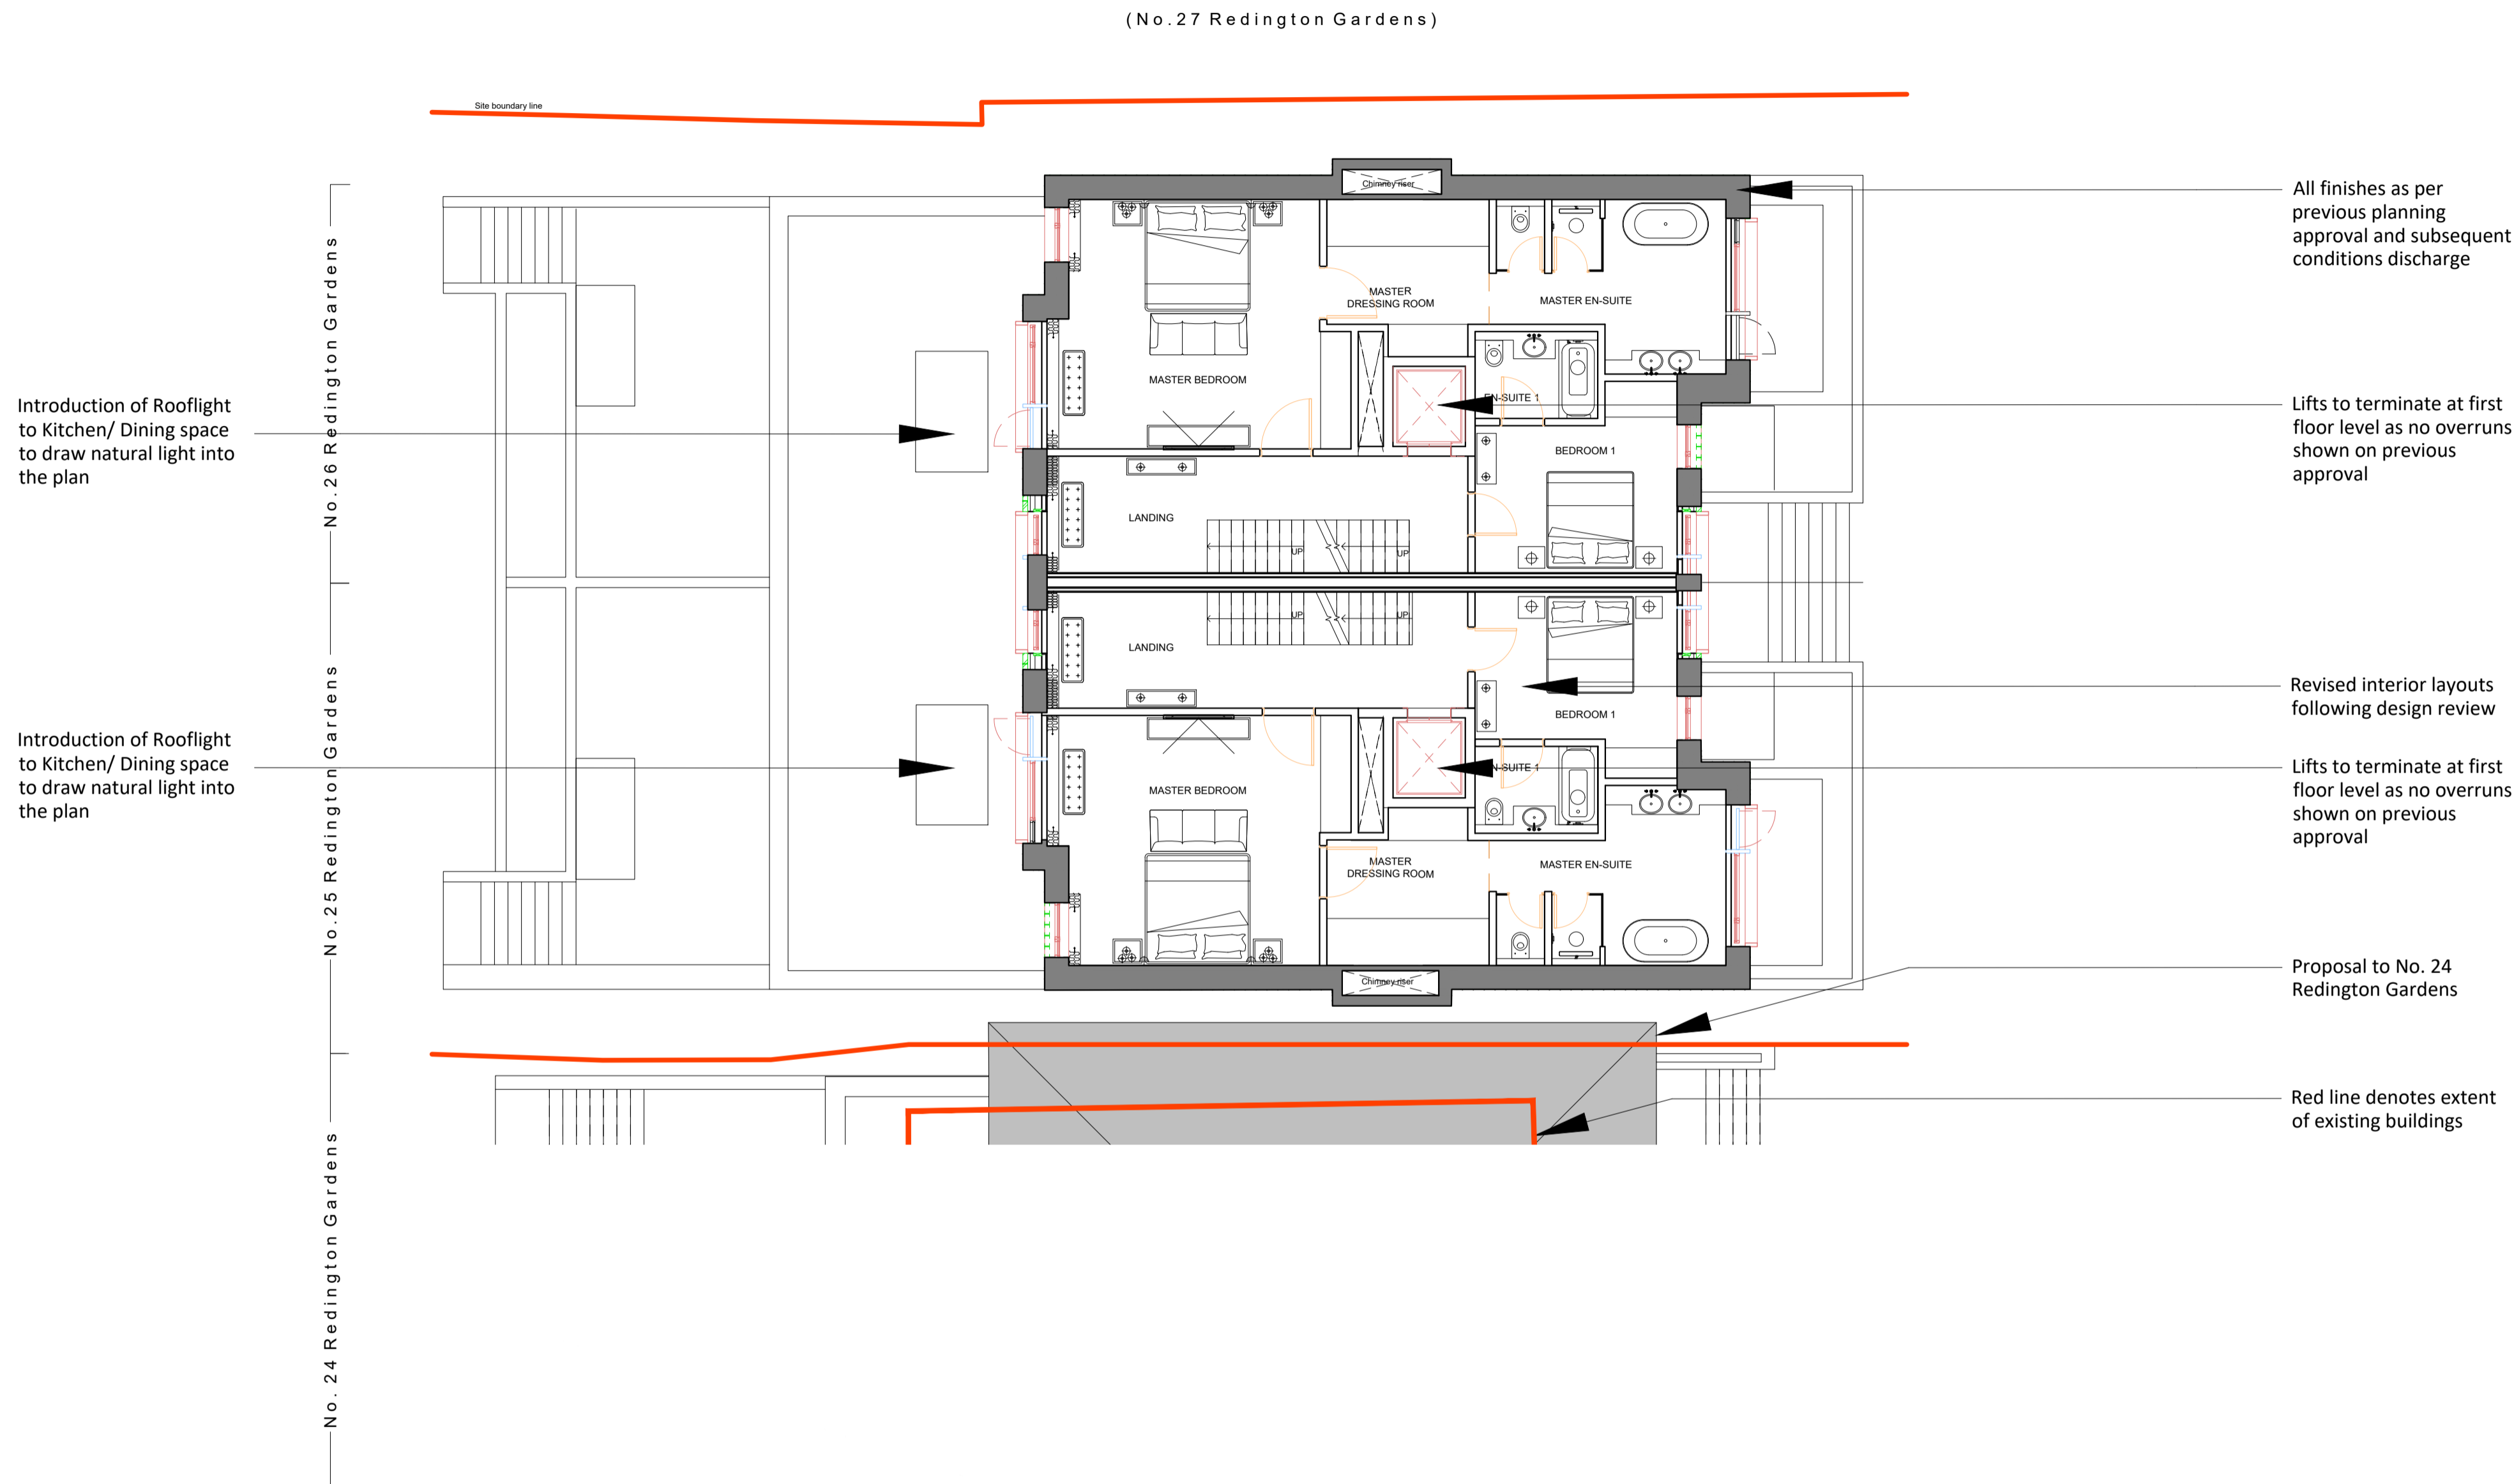 (No.27 Redington Gardens)
Site boundary line
No.26 Redington Gardens
No.25 Redington Gardens
No. 24 Redington Gardens
Introduction of Rooflight
to Kitchen/ Dining space
to draw natural light into
the plan
Introduction of Rooflight
to Kitchen/ Dining space
to draw natural light into
the plan
Chimney riser
MASTER
DRESSING ROOM
MASTER EN-SUITE
MASTER BEDROOM
EN-SUITE 1
BEDROOM 1
LANDING
UP
UP
UP
UP
LANDING
BEDROOM 1
EN-SUITE 1
MASTER BEDROOM
MASTER
DRESSING ROOM
MASTER EN-SUITE
Chimney riser
All finishes as per
previous planning
approval and subsequent
conditions discharge
Lifts to terminate at first
floor level as no overruns
shown on previous
approval
Revised interior layouts
following design review
Lifts to terminate at first
floor level as no overruns
shown on previous
approval
Proposal to No. 24
Redington Gardens
Red line denotes extent
of existing buildings